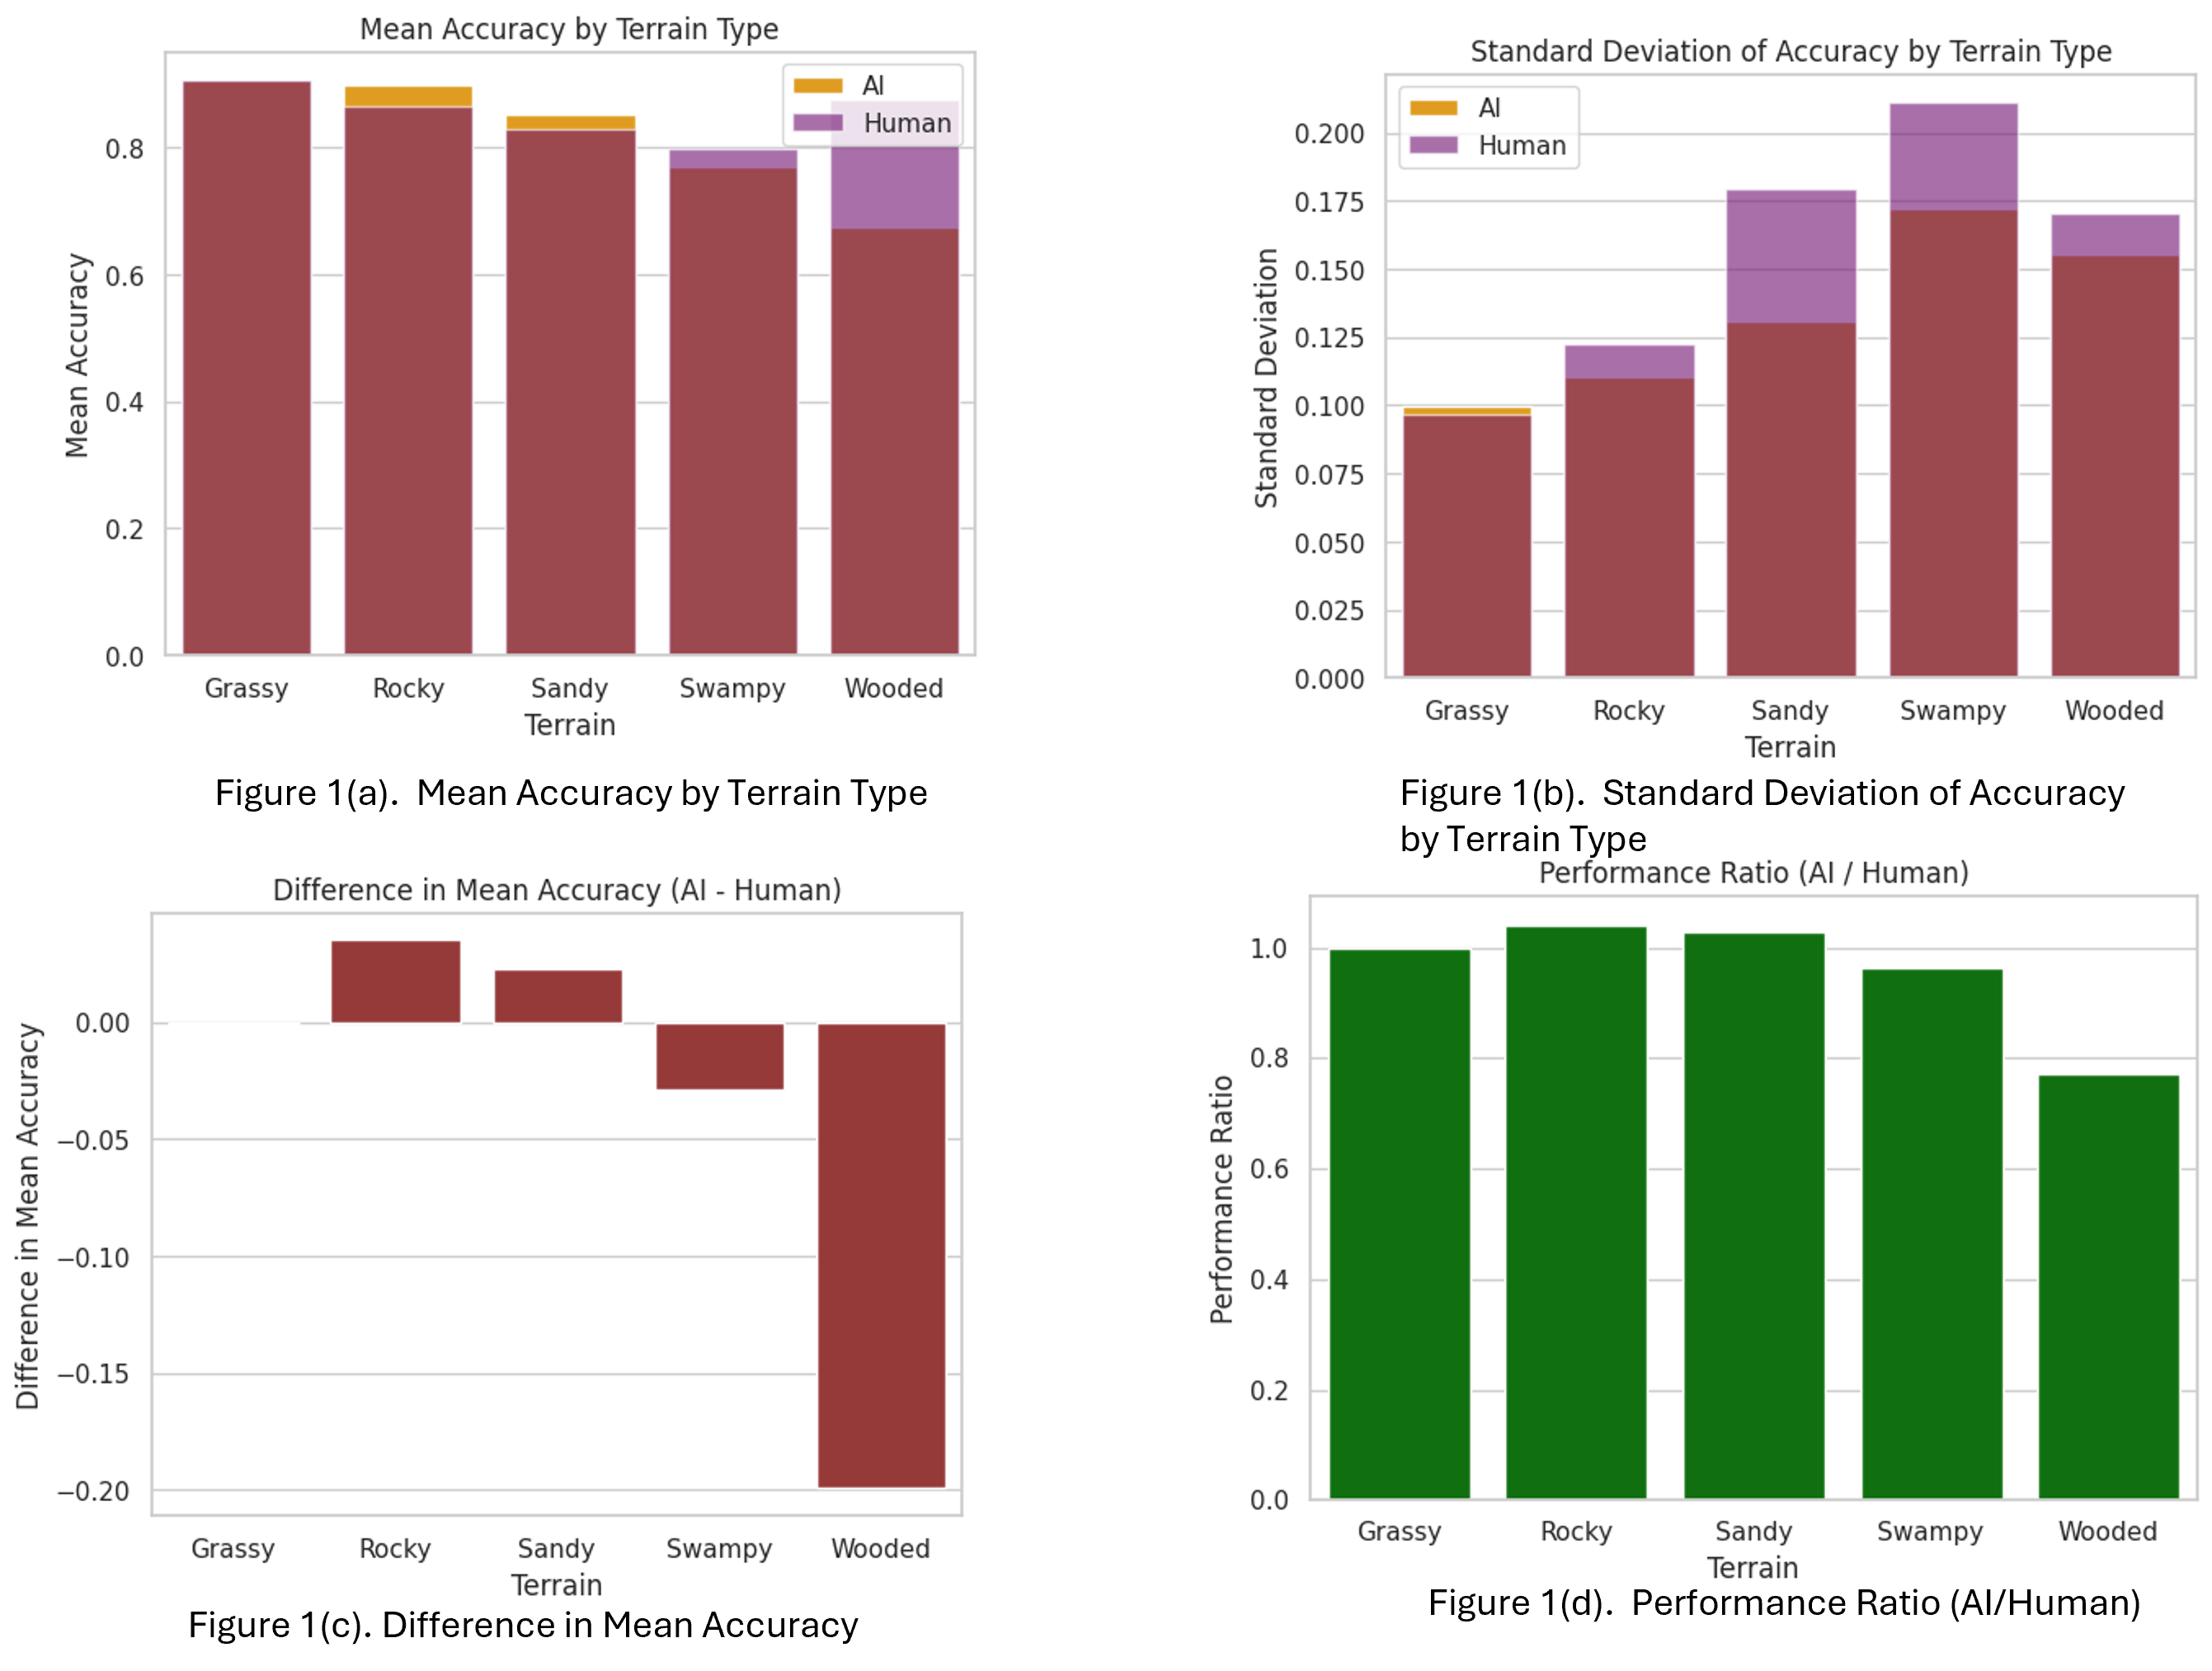 Mean Accuracy by Terrain Type
AI
Human
Mean Accuracy
0.8
0.6
0.4
0.2
0.0
Grassy Rocky Sandy Swampy Wooded
Terrain
Figure 1(a). Mean Accuracy by Terrain Type
Standard Deviation of Accuracy by Terrain Type
AI
Human
Standard Deviation
0.200
0.175
0.150
0.125
0.100
0.075
0.050
0.025
0.000
Grassy Rocky Sandy Swampy Wooded
Terrain
Figure 1(b). Standard Deviation of Accuracy
by Terrain Type
Difference in Mean Accuracy (AI - Human)
Difference in Mean Accuracy
0.00
−0.05
−0.10
−0.15
−0.20
Grassy Rocky Sandy Swampy Wooded
Terrain
Figure 1(c). Difference in Mean Accuracy
Performance Ratio (AI / Human)
Performance Ratio
1.0
0.8
0.6
0.4
0.2
0.0
Grassy Rocky Sandy Swampy Wooded
Terrain
Figure 1(d). Performance Ratio (AI/Human)